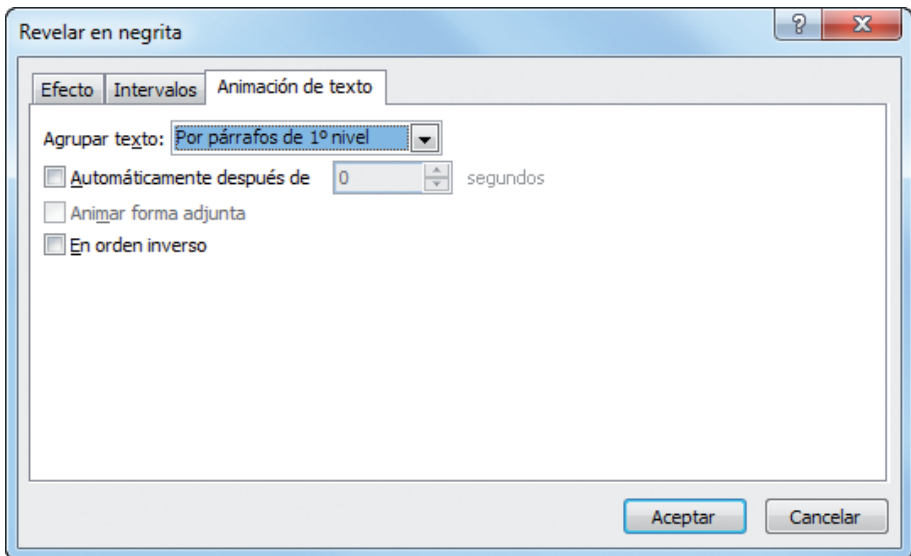 Revelar en negrita
Efecto Intervalos Animación de texto
Agrupar texto: Por párrafos de 1º nivel
Automáticamente después de 0 segundos
Animar forma adjunta
En orden inverso
Aceptar Cancelar